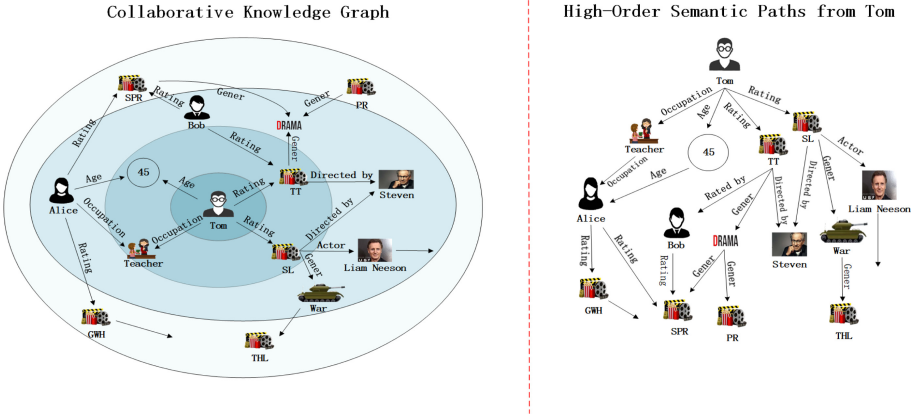 Collaborative Knowledge Graph
SPR
Rating
Gener
Gener
PR
Bob
DRAMA
Rating
Rating
Gener
45
Age
Age
Rating
TT
Directed by
Steven
Alice
Tom
Occupation
Occupation
Rating
Directed by
Teacher
SL
Actor
Liam Neeson
Rating
Gener
War
GWH
THL
High-Order Semantic Paths from Tom
Tom
Occupation
Age
Rating
Rating
Teacher
45
TT
SL
Actor
Occupation
Age
Rated by
Gener
Directed by
Directed by
Gener
Liam Neeson
Alice
Bob
DRAMA
Steven
War
Rating
Rating
Rating
Gener
Gener
Gener
GWH
SPR
PR
THL